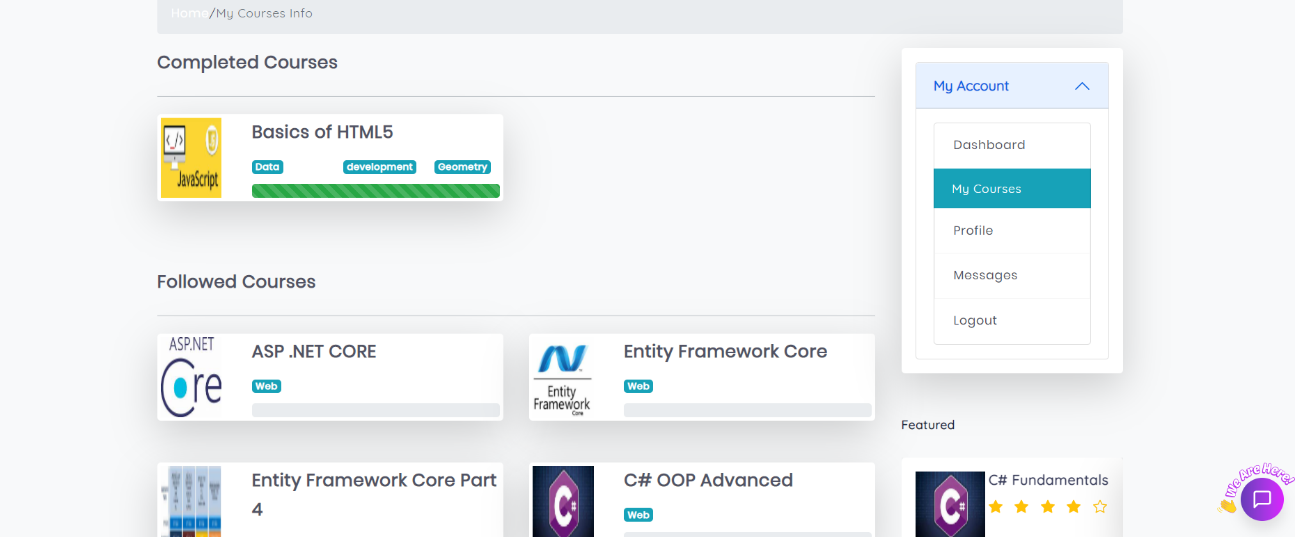 Home/My Courses Info
Completed Courses
</>
JavaScript
Basics of HTML5
Data development Geometry
Followed Courses
ASP.NET
Core
ASP .NET CORE
Web
Entity
Framework
Core
Entity Framework Core
Web
Entity Framework Core Part
4
C#
C# OOP Advanced
Web
My Account
Dashboard
My Courses
Profile
Messages
Logout
Featured
C#
C# Fundamentals
We Are Here!